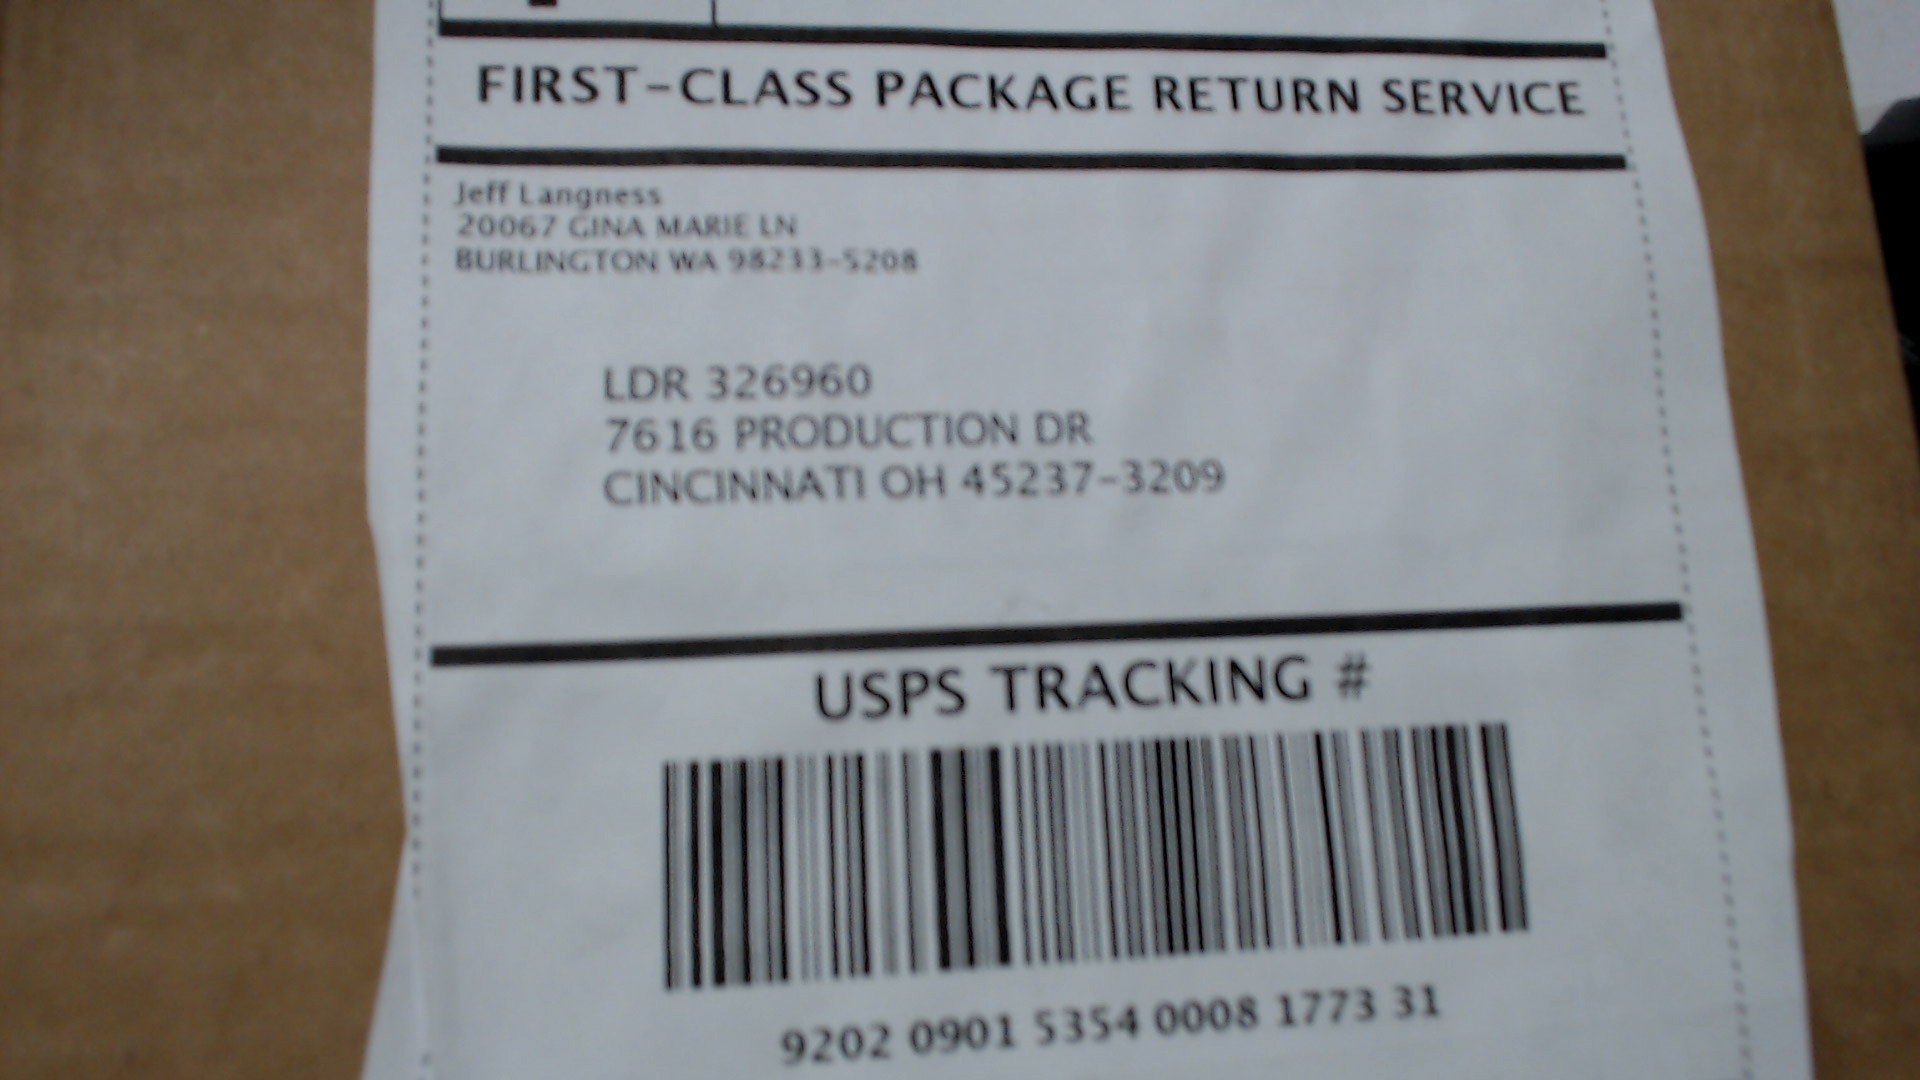 FIRST-CLASS PACKAGE RETURN SERVICE
Jeff Langness
20067 GINA MARIE LN
BURLINGTON WA 98233-5208
LDR 326960
7616 PRODUCTION DR
CINCINNATI OH 45237-3209
USPS TRACKING #
9202 0901 5354 0008 1773 31